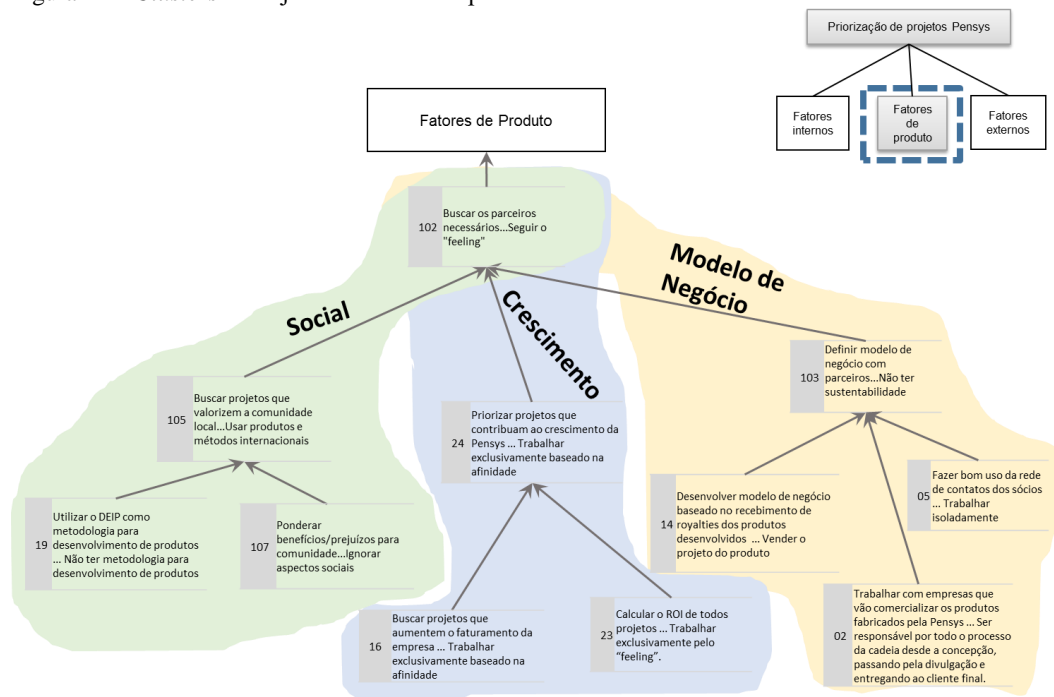 Priorização de projetos Pensys
Fatores
internos
Fatores
de
produto
Fatores
externos
Fatores de Produto
102
Buscar os parceiros
necessários...Seguir o
"feeling"
Social
Crescimento
Modelo de
Negócio
105
Buscar projetos que
valorizem a comunidade
local...Usar produtos e
métodos internacionais
24
Priorizar projetos que
contribuam ao crescimento da
Pensys ... Trabalhar
exclusivamente baseado na
afinidade
103
Definir modelo de
negócio com
parceiros...Não ter
sustentabilidade
19
Utilizar o DEIP como
metodologia para
desenvolvimento de produtos
... Não ter metodologia para
desenvolvimento de produtos
107
Ponderar
benefícios/prejuízos para
comunidade...Ignorar
aspectos sociais
14
Desenvolver modelo de negócio
baseado no recebimento de
royalties dos produtos
desenvolvidos ... Vender o
projeto do produto
05
Fazer bom uso da rede
de contatos dos sócios
... Trabalhar
isoladamente
16
Buscar projetos que
aumentem o faturamento da
empresa ... Trabalhar
exclusivamente baseado na
afinidade
23
Calcular o ROI de todos
projetos ... Trabalhar
exclusivamente pelo
“feeling”.
02
Trabalhar com empresas que
vão comercializar os produtos
fabricados pela Pensys ... Ser
responsável por todo o processo
da cadeia desde a concepção,
passando pela divulgação e
entregando ao cliente final.